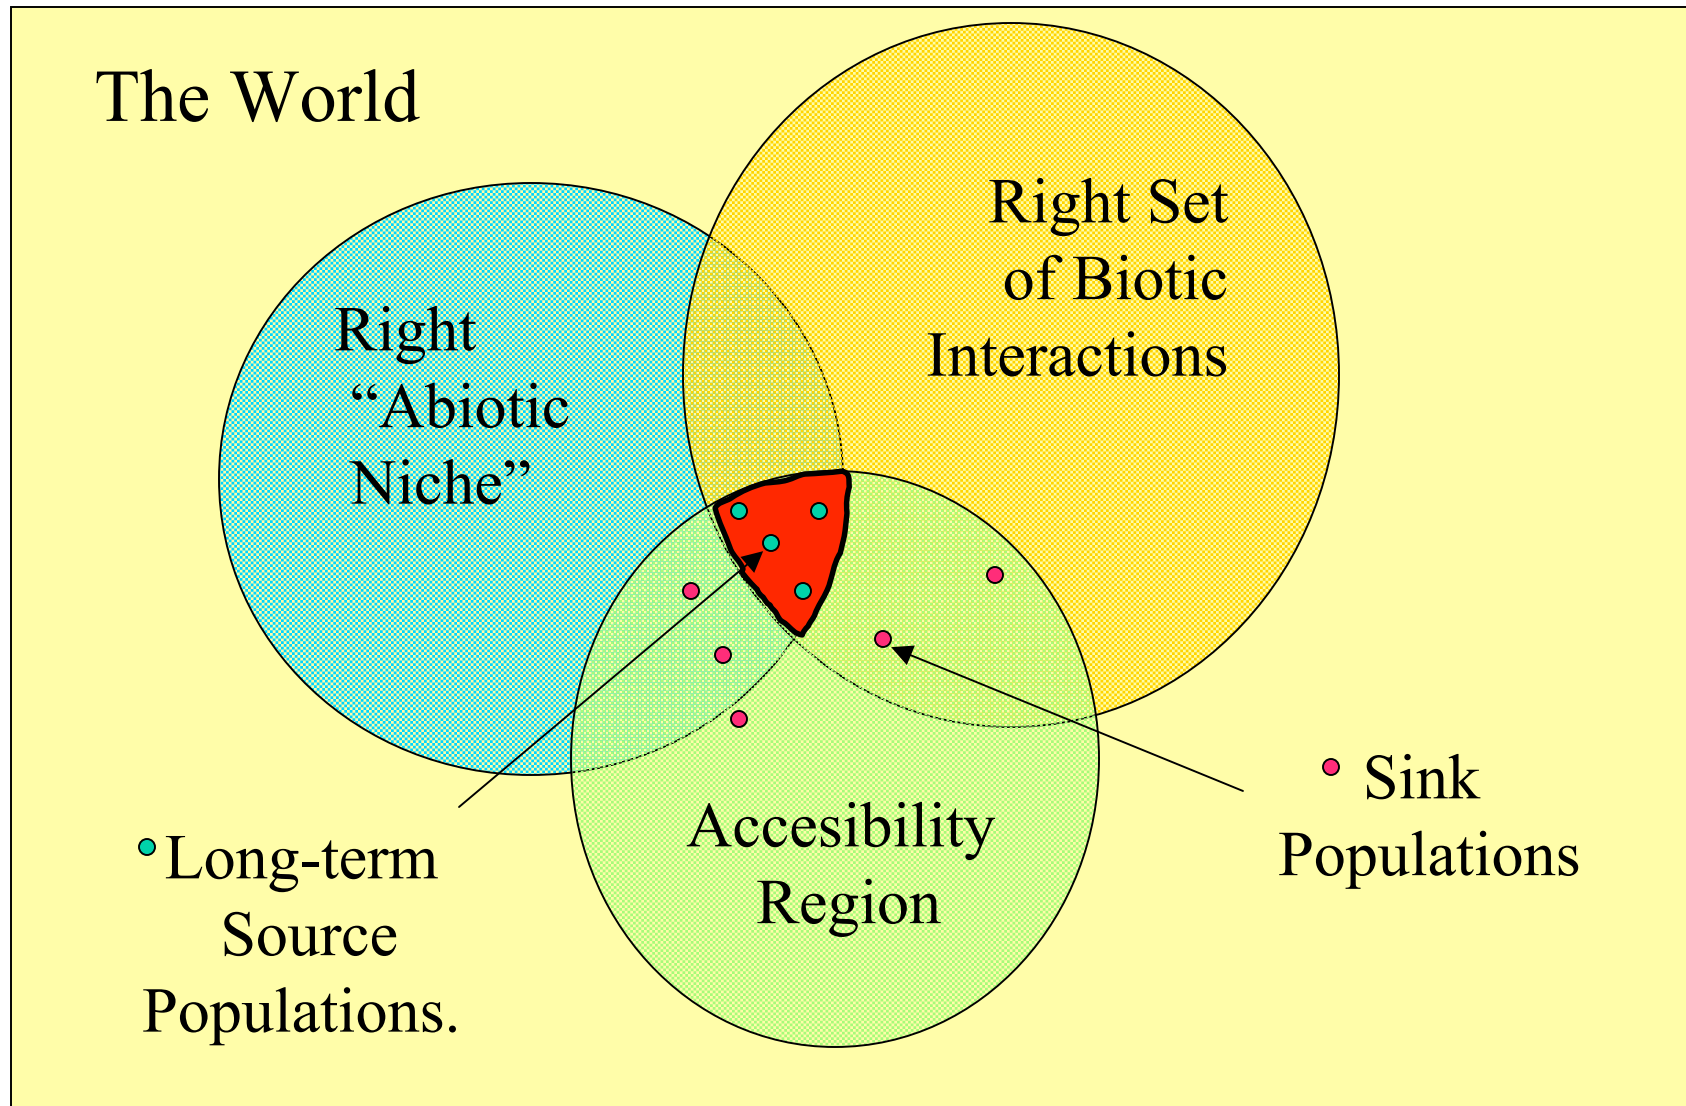 The World
Right Set
of Biotic
Interactions
Right
“Abiotic
Niche”
Accesibility
Region
Sink
Populations
Long-term
Source
Populations.